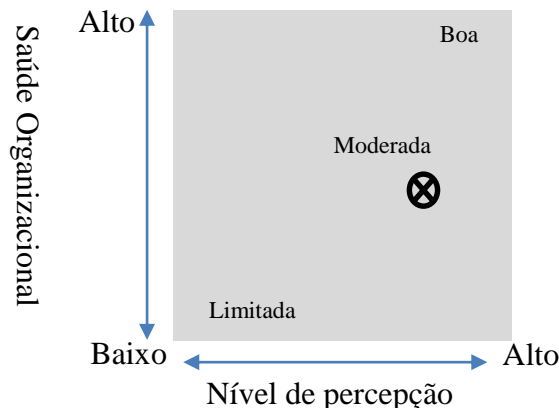 Alto
Boa
Saúde Organizacional
Moderada
Limitada
Baixo
Alto
Nível de percepção